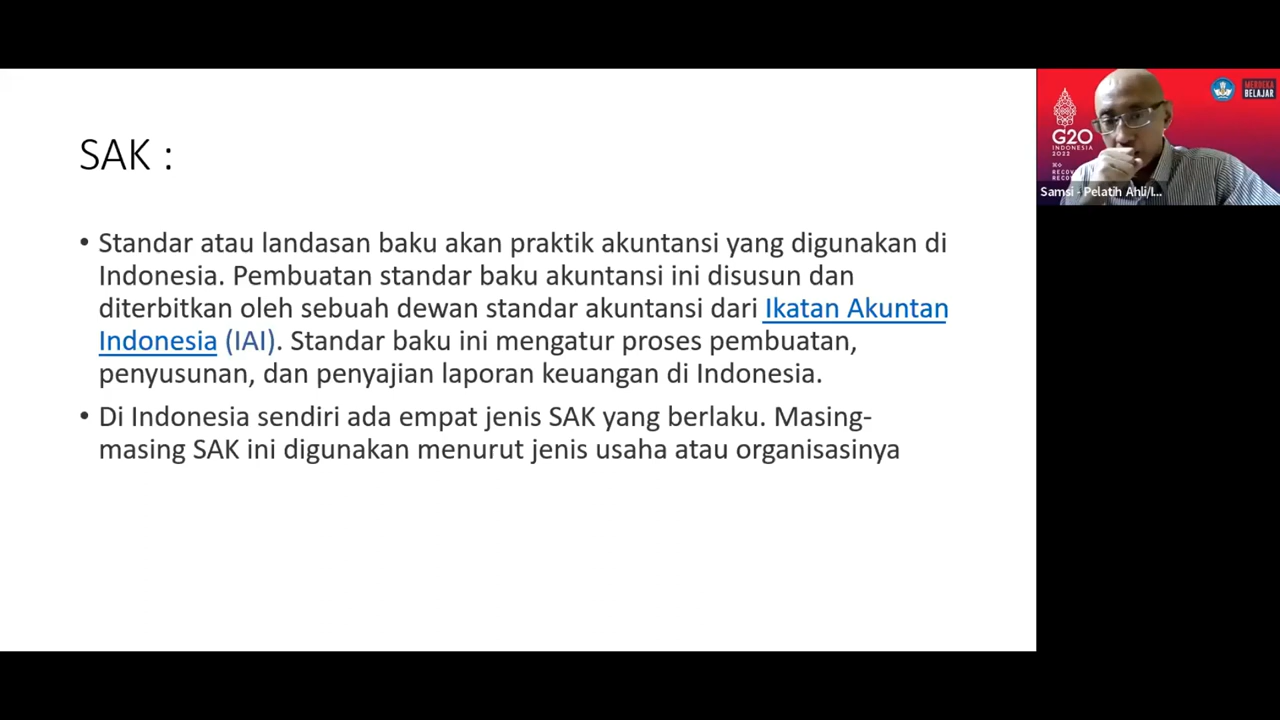 SAK :
• Standar atau landasan baku akan praktik akuntansi yang digunakan di
Indonesia. Pembuatan standar baku akuntansi ini disusun dan
diterbitkan oleh sebuah dewan standar akuntansi dari Ikatan Akuntan
Indonesia (IAI). Standar baku ini mengatur proses pembuatan,
penyusunan, dan penyajian laporan keuangan di Indonesia.
• Di Indonesia sendiri ada empat jenis SAK yang berlaku. Masing-
masing SAK ini digunakan menurut jenis usaha atau organisasinya
MERDEKA
BELAJAR
G20
INDONESIA
2022
Samsi - Pelatih Ahli/I...